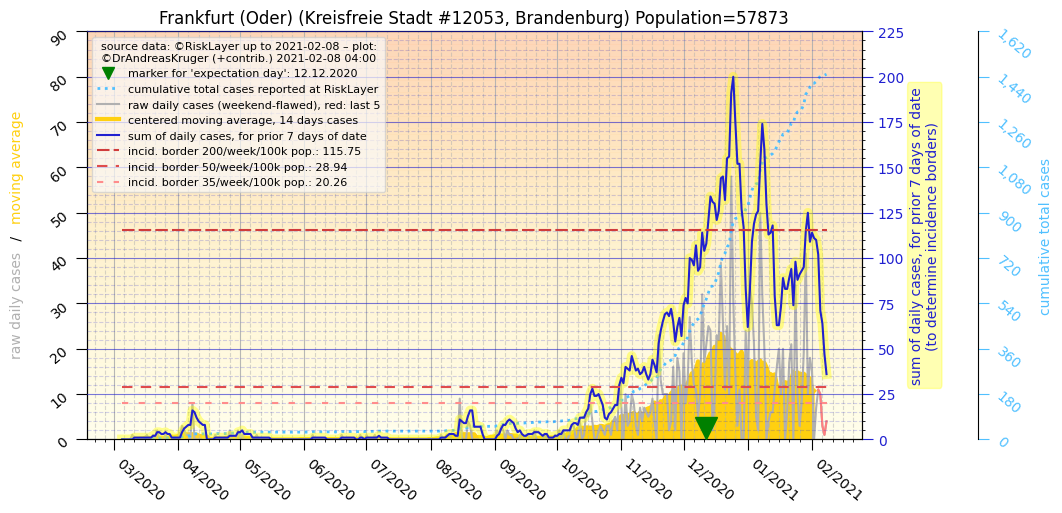 Frankfurt (Oder) (Kreisfreie Stadt #12053, Brandenburg) Population=57873
source data: ©RiskLayer up to 2021-02-08 – plot:
©DrAndreasKruger (+contrib.) 2021-02-08 04:00
marker for 'expectation day': 12.12.2020
cumulative total cases reported at RiskLayer
raw daily cases (weekend-flawed), red: last 5
centered moving average, 14 days cases
sum of daily cases, for prior 7 days of date
incid. border 200/week/100k pop.: 115.75
incid. border 50/week/100k pop.: 28.94
incid. border 35/week/100k pop.: 20.26
raw daily cases / moving average
90
80
70
60
50
40
30
20
10
0
225
200
175
150
125
100
75
50
25
0
sum of daily cases, for prior 7 days of date
(to determine incidence borders)
1,620
1,440
1,260
1,080
900
720
540
360
180
0
cumulative total cases
03/2020
04/2020
05/2020
06/2020
07/2020
08/2020
09/2020
10/2020
11/2020
12/2020
01/2021
02/2021